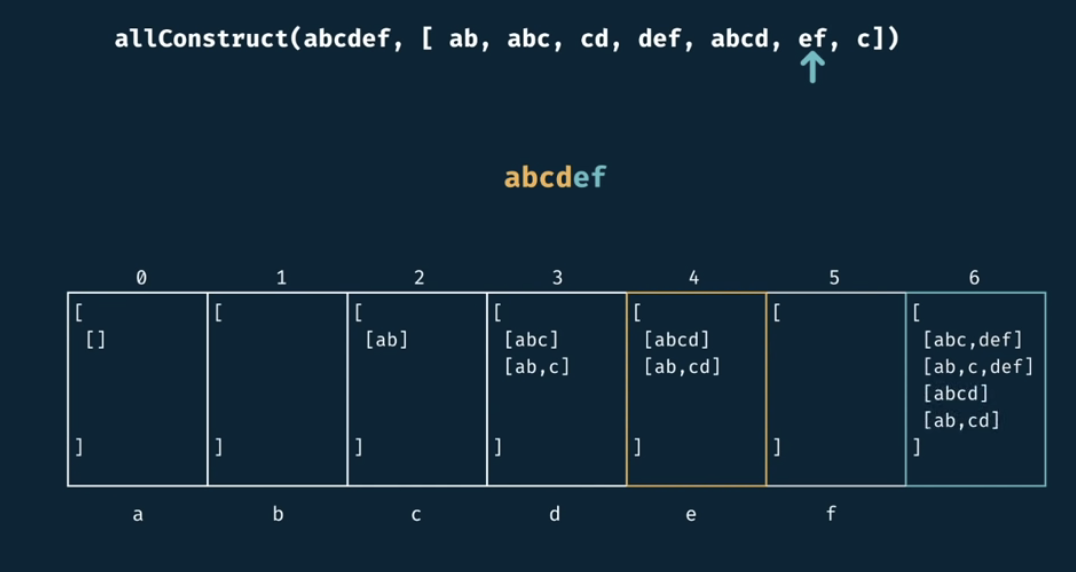 allConstruct(abcdef, [ ab, abc, cd, def, abcd, ef, c])
abcdef
0 1 2 3 4 5 6
[ [ [ [ [ [ [
[] [ab] [abc] [abcd] [abc,def]
[ab,c] [ab,cd] [ab,c,def]
[abcd]
[ab,cd]
] ] ] ] ] ] ]
a b c d e f